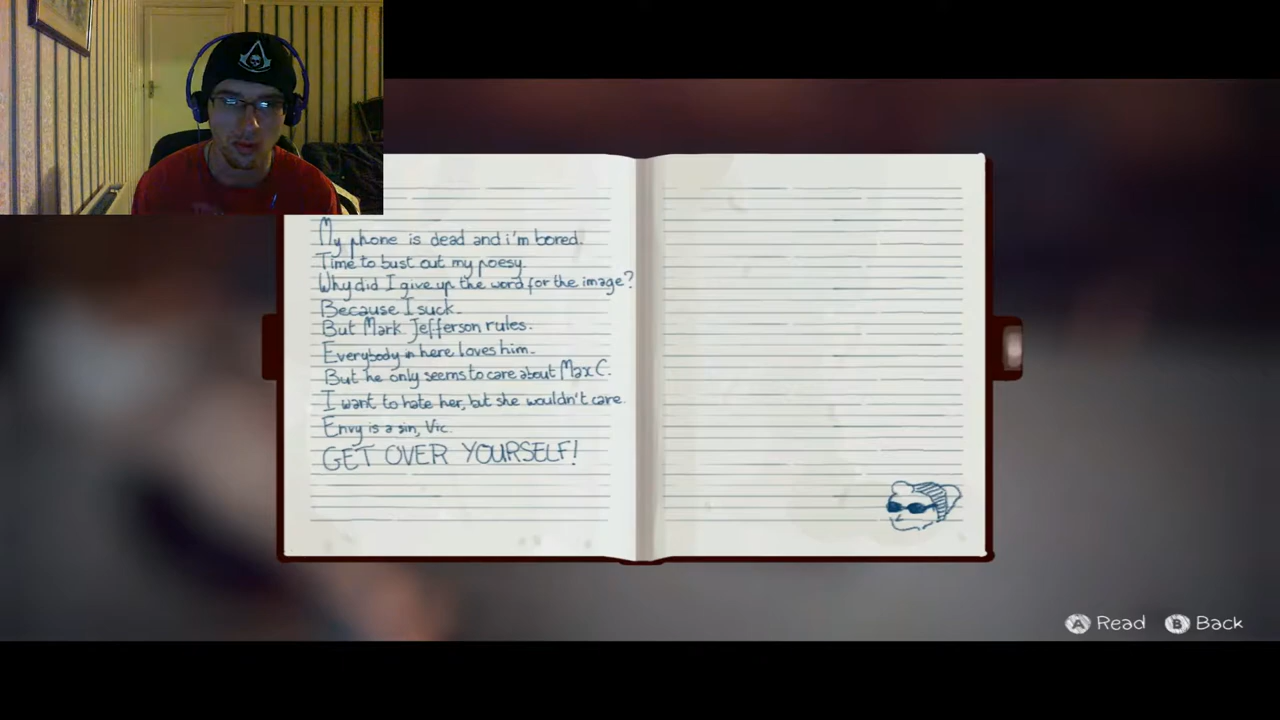 My phone is dead and i'm bored.
Time to bust out my poesy.
Why did I give up the word for the image?
Because I suck.
But Mark Jefferson rules.
Everybody in here loves him.
But he only seems to care about Max C.
I want to hate her, but she wouldn't care.
Envy is a sin, Vic.
GET OVER YOURSELF!
A Read B Back